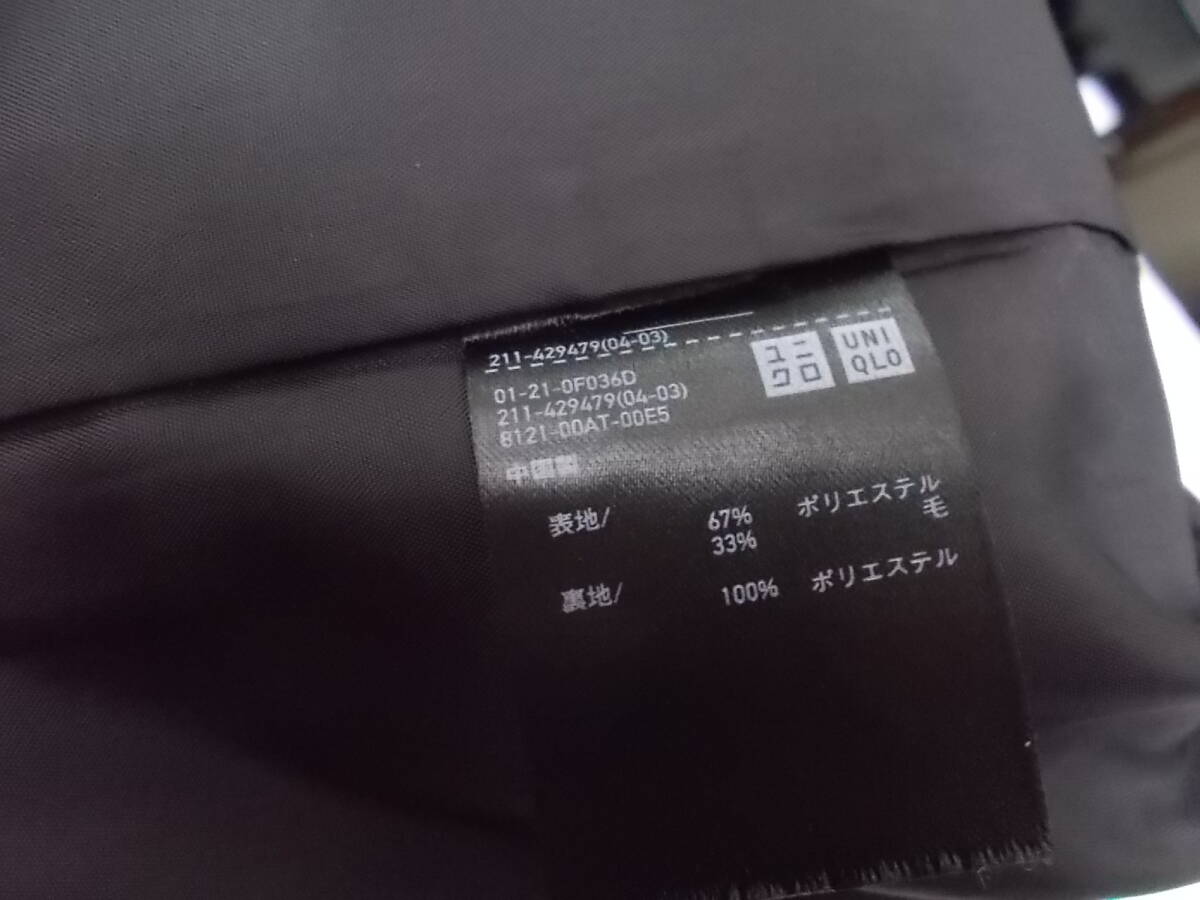 211-429479(04-03)
ユニ
クロ
UNI
QLO
01-21-0F036D
211-429479(04-03)
8121-00AT-00E5
中国製
表地/ 67% ポリエステル
33% 毛
裏地/ 100% ポリエステル